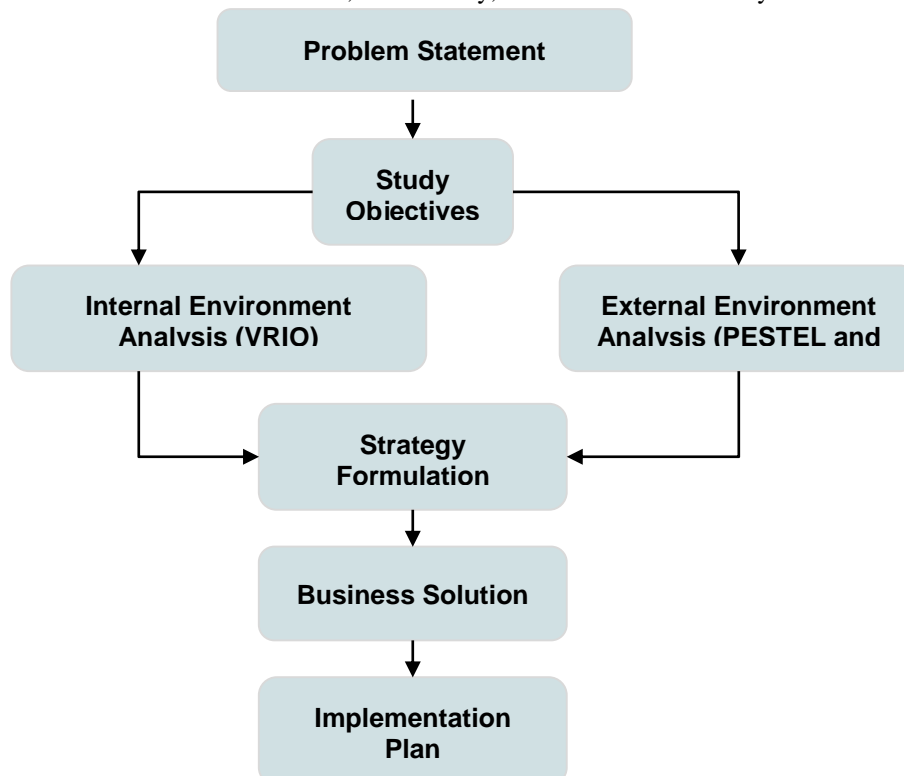 Problem Statement
Study
Objectives
Internal Environment
Analysis (VRIO)
External Environment
Analysis (PESTEL and
Strategy
Formulation
Business Solution
Implementation
Plan